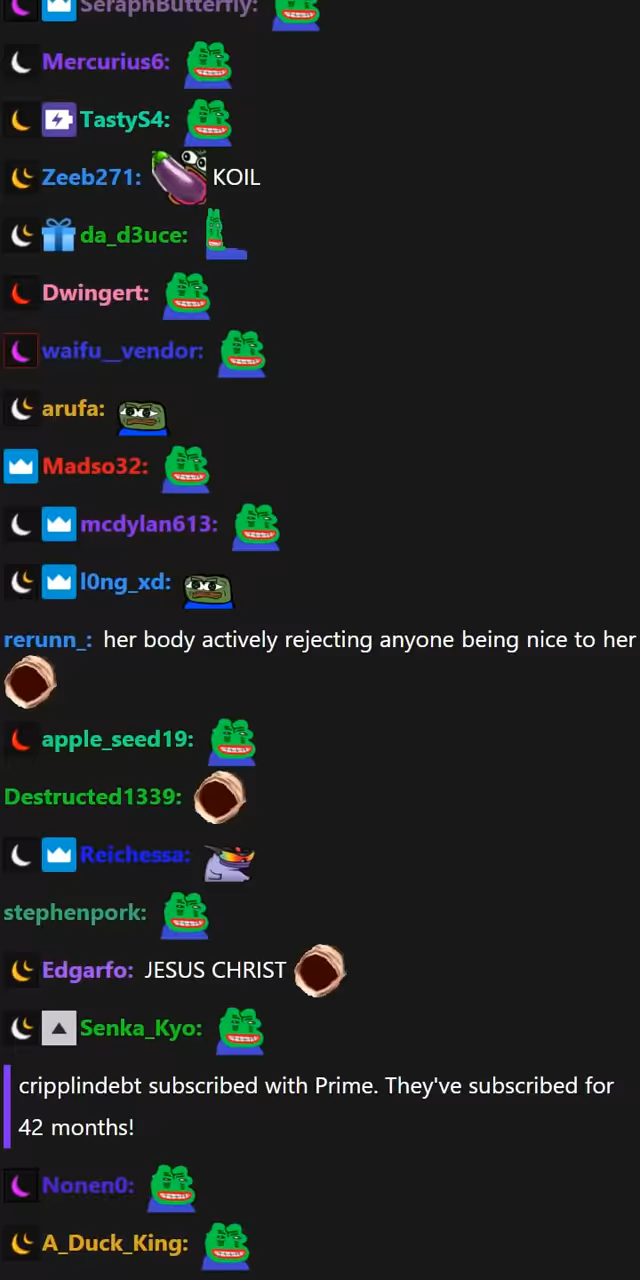 SeraphButterfly:
Mercurius6:
TastyS4:
Zeeb271: KOIL
da_d3uce:
Dwingert:
waifu__vendor:
arufa:
Madso32:
mcdylan613:
l0ng_xd:
rerunn_: her body actively rejecting anyone being nice to her
apple_seed19:
Destructed1339:
Reichessa:
stephenpork:
Edgarfo: JESUS CHRIST
Senka_Kyo:
cripplindebt subscribed with Prime. They've subscribed for
42 months!
Nonen0:
A_Duck_King: